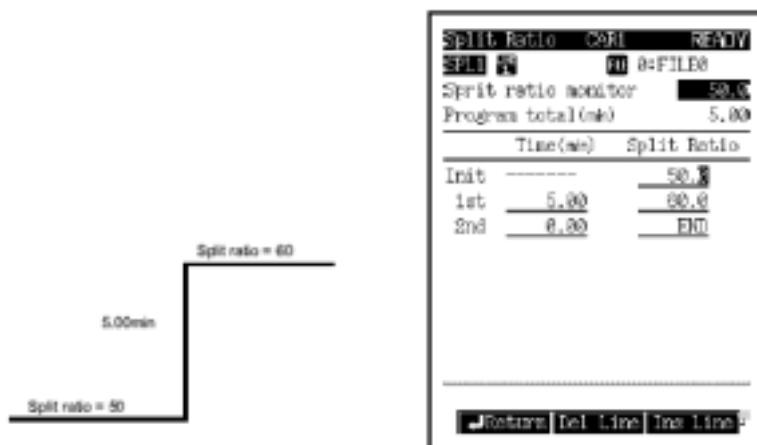 Split ratio = 60
5.00min
Split ratio = 50
Split Ratio CAR1 READY
SPL1 0:FILE0
Sprit ratio monitor 50.0
Program total(min) 5.00
Time(min) Split Ratio
Init ------- 50.
1st 5.00 60.0
2nd 0.00 END
Return Del Line Ins Line